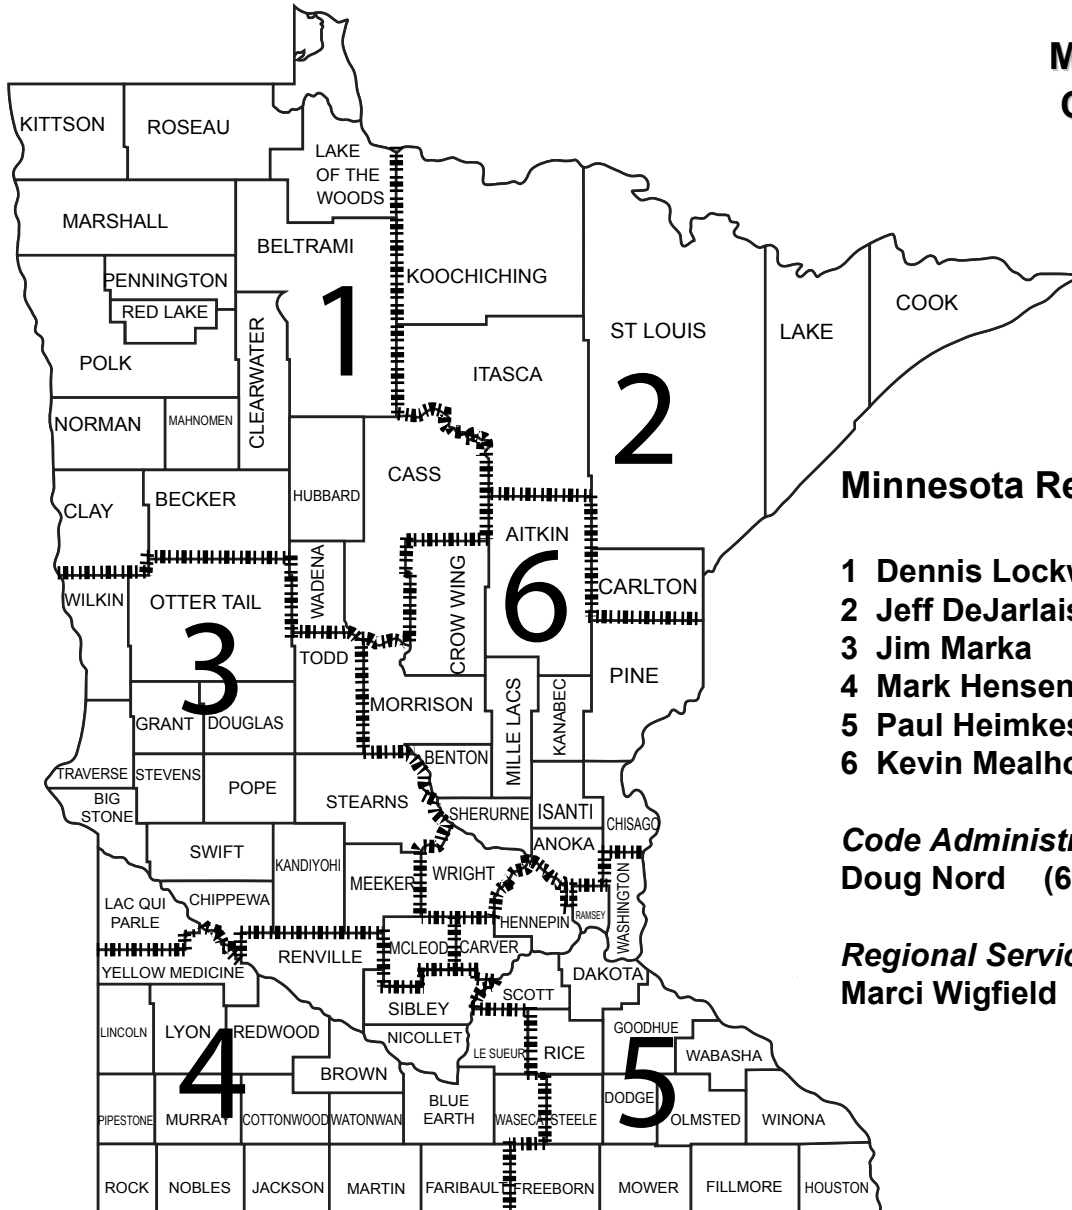 M
KITTSON
ROSEAU
LAKE
OF THE
WOODS
MARSHALL
BELTRAMI
PENNINGTON
KOOCHICHING
RED LAKE
1
ST LOUIS
LAKE
COOK
POLK
CLEARWATER
ITASCA
2
NORMAN
MAHNOMEN
CASS
HUBBARD
BECKER
CLAY
Minnesota Re
AITKIN
6
WADENA
CROW WING
CARLTON
WILKIN
OTTER TAIL
3
TODD
PINE
1 Dennis Lockw
2 Jeff DeJarlais
3 Jim Marka
4 Mark Hensen
5 Paul Heimkes
6 Kevin Mealho
MORRISON
MILLE LACS
KANABEC
GRANT
DOUGLAS
BENTON
TRAVERSE
STEVENS
POPE
STEARNS
BIG
STONE
SHERURNE
ISANTI
CHISAGO
SWIFT
KANDIYOHI
ANOKA
MEEKER
WRIGHT
Code Administr
Doug Nord (6
CHIPPEWA
LAC QUI
PARLE
HENNEPIN
RAMSEY
WASHINGTON
RENVILLE
MCLEOD
CARVER
YELLOW MEDICINE
DAKOTA
Regional Servic
Marci Wigfield
SIBLEY
SCOTT
LINCOLN
LYON
REDWOOD
NICOLLET
GOODHUE
4
LE SUEUR
RICE
5
WABASHA
BROWN
BLUE
EARTH
DODGE
PIPESTONE
MURRAY
COTTONWOOD
WATONWAN
WASECA
STEELE
OLMSTED
WINONA
ROCK
NOBLES
JACKSON
MARTIN
FARIBAULT
FREEBORN
MOWER
FILLMORE
HOUSTON